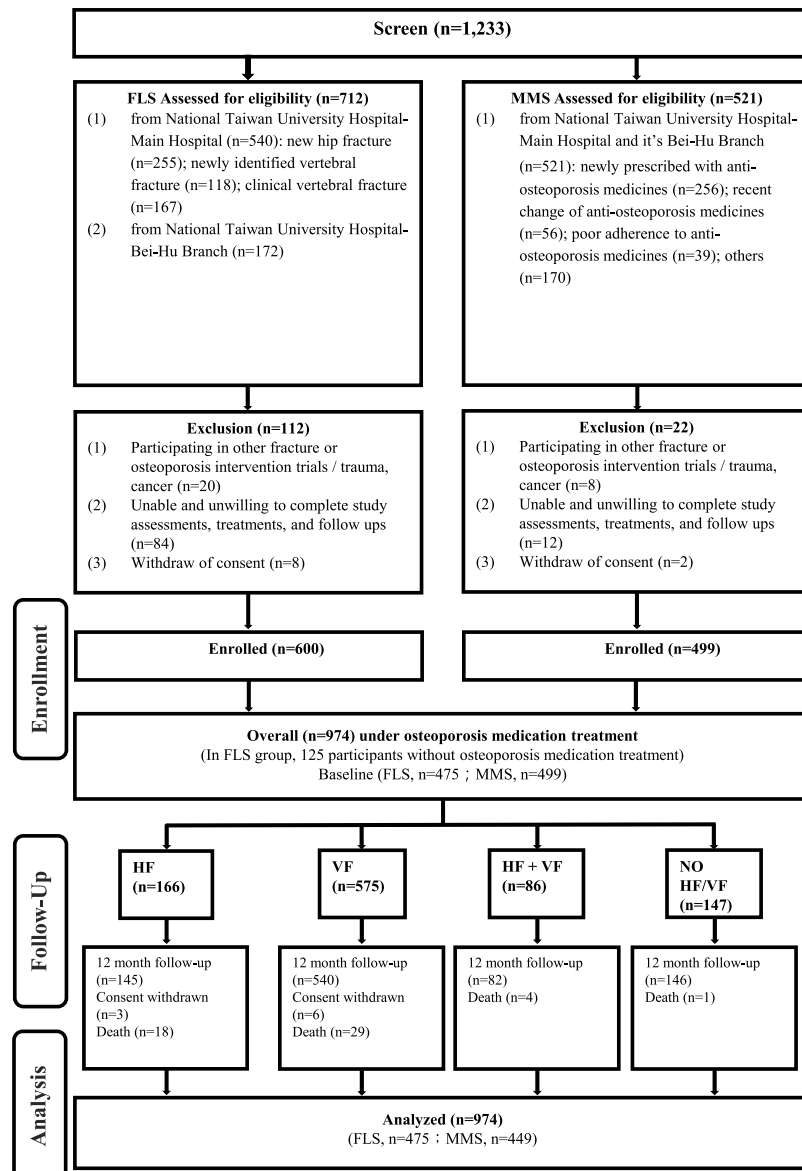 Screen (n=1,233)
FLS Assessed for eligibility (n=712)
(1) from National Taiwan University Hospital-
Main Hospital (n=540): new hip fracture
(n=255); newly identified vertebral
fracture (n=118); clinical vertebral fracture
(n=167)
(2) from National Taiwan University Hospital-
Bei-Hu Branch (n=172)
MMS Assessed for eligibility (n=521)
(1) from National Taiwan University Hospital-
Main Hospital and it's Bei-Hu Branch
(n=521): newly prescribed with anti-
osteoporosis medicines (n=256); recent
change of anti-osteoporosis medicines
(n=56); poor adherence to anti-
osteoporosis medicines (n=39); others
(n=170)
Exclusion (n=112)
(1) Participating in other fracture or
osteoporosis intervention trials / trauma,
cancer (n=20)
(2) Unable and unwilling to complete study
assessments, treatments, and follow ups
(n=84)
(3) Withdraw of consent (n=8)
Exclusion (n=22)
(1) Participating in other fracture or
osteoporosis intervention trials / trauma,
cancer (n=8)
(2) Unable and unwilling to complete study
assessments, treatments, and follow ups
(n=12)
(3) Withdraw of consent (n=2)
Enrollment
Enrolled (n=600)
Enrolled (n=499)
Overall (n=974) under osteoporosis medication treatment
(In FLS group, 125 participants without osteoporosis medication treatment)
Baseline (FLS, n=475；MMS, n=499)
Follow-Up
HF
(n=166)
VF
(n=575)
HF + VF
(n=86)
NO
HF/VF
(n=147)
12 month follow-up
(n=145)
Consent withdrawn
(n=3)
Death (n=18)
12 month follow-up
(n=540)
Consent withdrawn
(n=6)
Death (n=29)
12 month follow-up
(n=82)
Death (n=4)
12 month follow-up
(n=146)
Death (n=1)
Analysis
Analyzed (n=974)
(FLS, n=475；MMS, n=449)